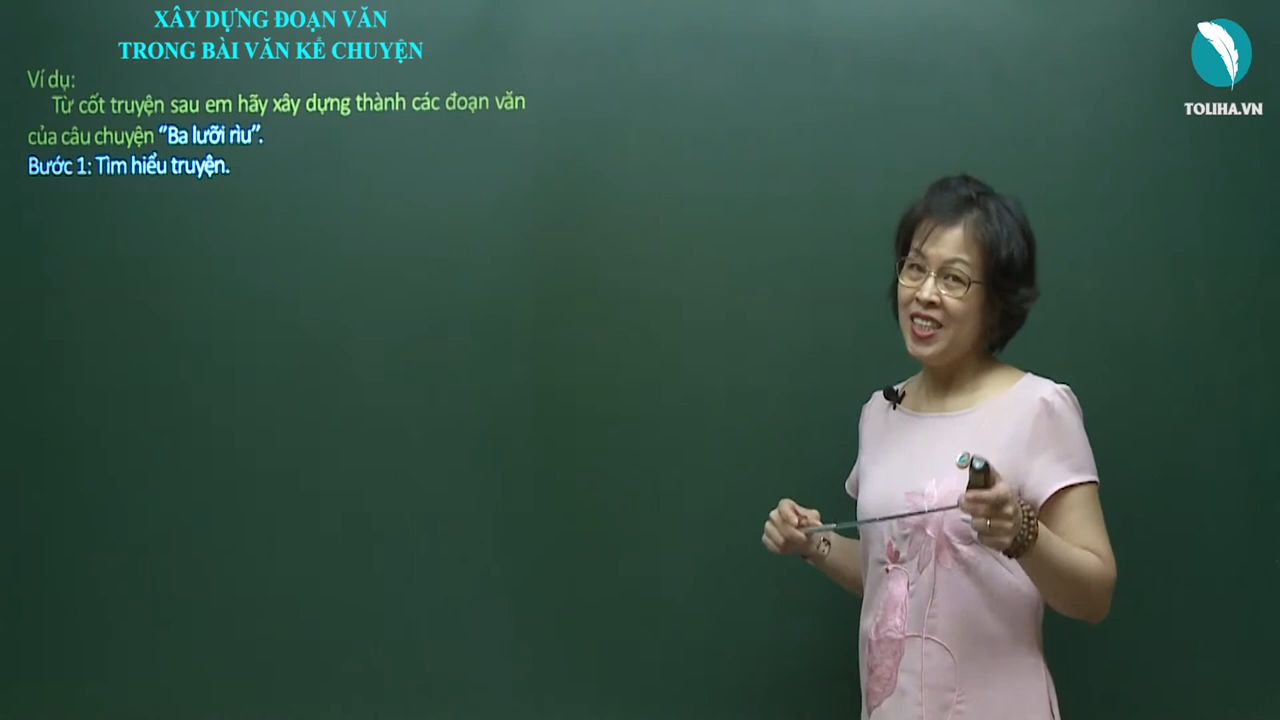 XÂY DỰNG ĐOẠN VĂN
TRONG BÀI VĂN KỂ CHUYỆN
Ví dụ:
Từ cốt truyện sau em hãy xây dựng thành các đoạn văn
của câu chuyện "Ba lưỡi rìu".
Bước 1: Tìm hiểu truyện.
TOLIHA.VN